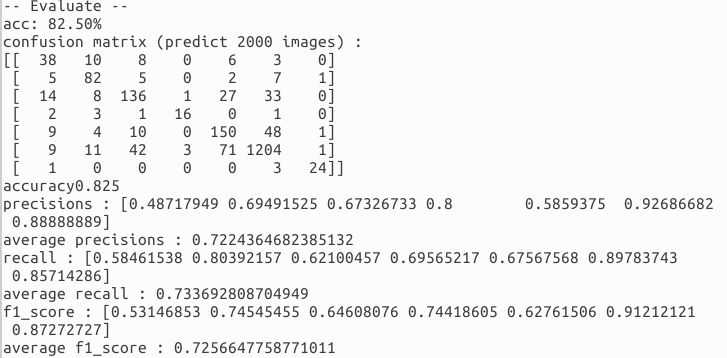 -- Evaluate --
acc: 82.50%
confusion matrix (predict 2000 images) :
[[  38   10    8    0    6    3    0]
 [   5   82    5    0    2    7    1]
 [  14    8  136    1   27   33    0]
 [   2    3    1   16    0    1    0]
 [   9    4   10    0  150   48    1]
 [   9   11   42    3   71 1204    1]
 [   1    0    0    0    0    3   24]]
accuracy0.825
precisions : [0.48717949 0.69491525 0.67326733 0.8        0.5859375  0.92686682
 0.88888889]
average precisions : 0.7224364682385132
recall : [0.58461538 0.80392157 0.62100457 0.69565217 0.67567568 0.89783743
 0.85714286]
average recall : 0.733692808704949
f1_score : [0.53146853 0.74545455 0.64608076 0.74418605 0.62761506 0.91212121
 0.87272727]
average f1_score : 0.7256647758771011